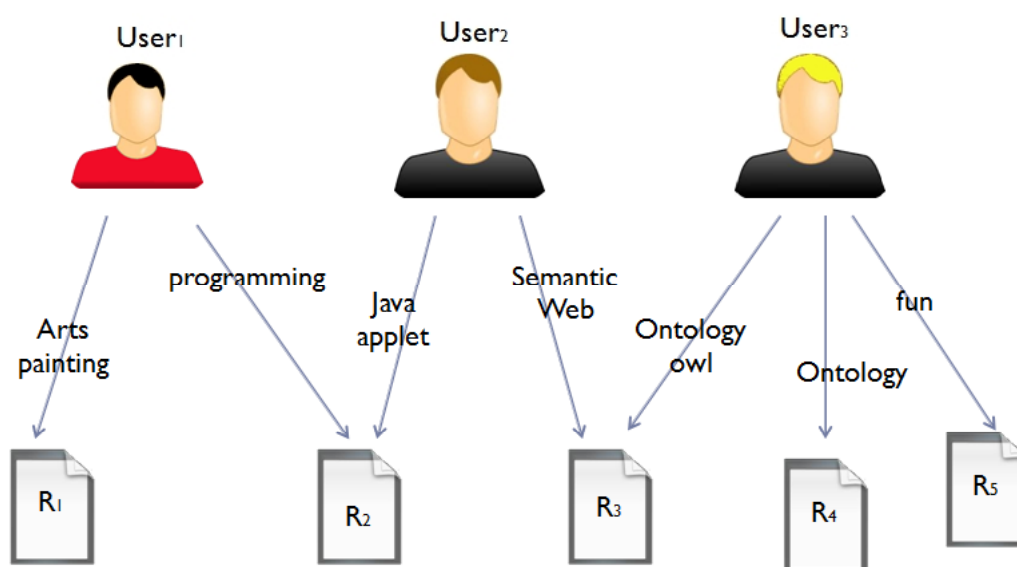 User₁
User₂
User₃
programming
Java
applet
Semantic
Web
fun
Arts
painting
Ontology
owl
Ontology
R₁
R₂
R₃
R₄
R₅